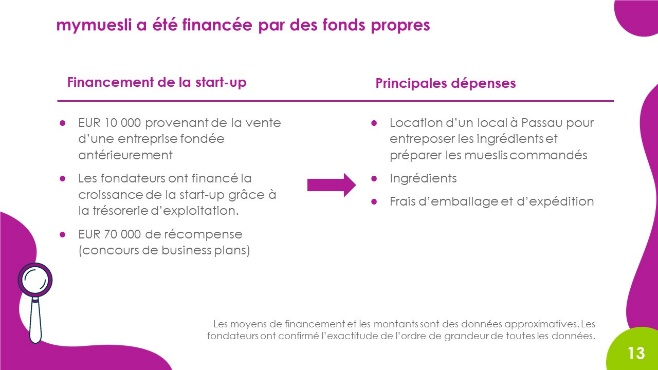 mymuesli a été financée par des fonds propres
Financement de la start-up
● EUR 10 000 provenant de la vente
d'une entreprise fondée
antérieurement
● Les fondateurs ont financé la
croissance de la start-up grâce à
la trésorerie d'exploitation.
● EUR 70 000 de récompense
(concours de business plans)
Principales dépenses
● Location d'un local à Passau pour
entreposer les ingrédients et
préparer les mueslis commandés
● Ingrédients
● Frais d'emballage et d'expédition
Les moyens de financement et les montants sont des données approximatives. Les
fondateurs ont confirmé l'exactitude de l'ordre de grandeur de toutes les données.
13